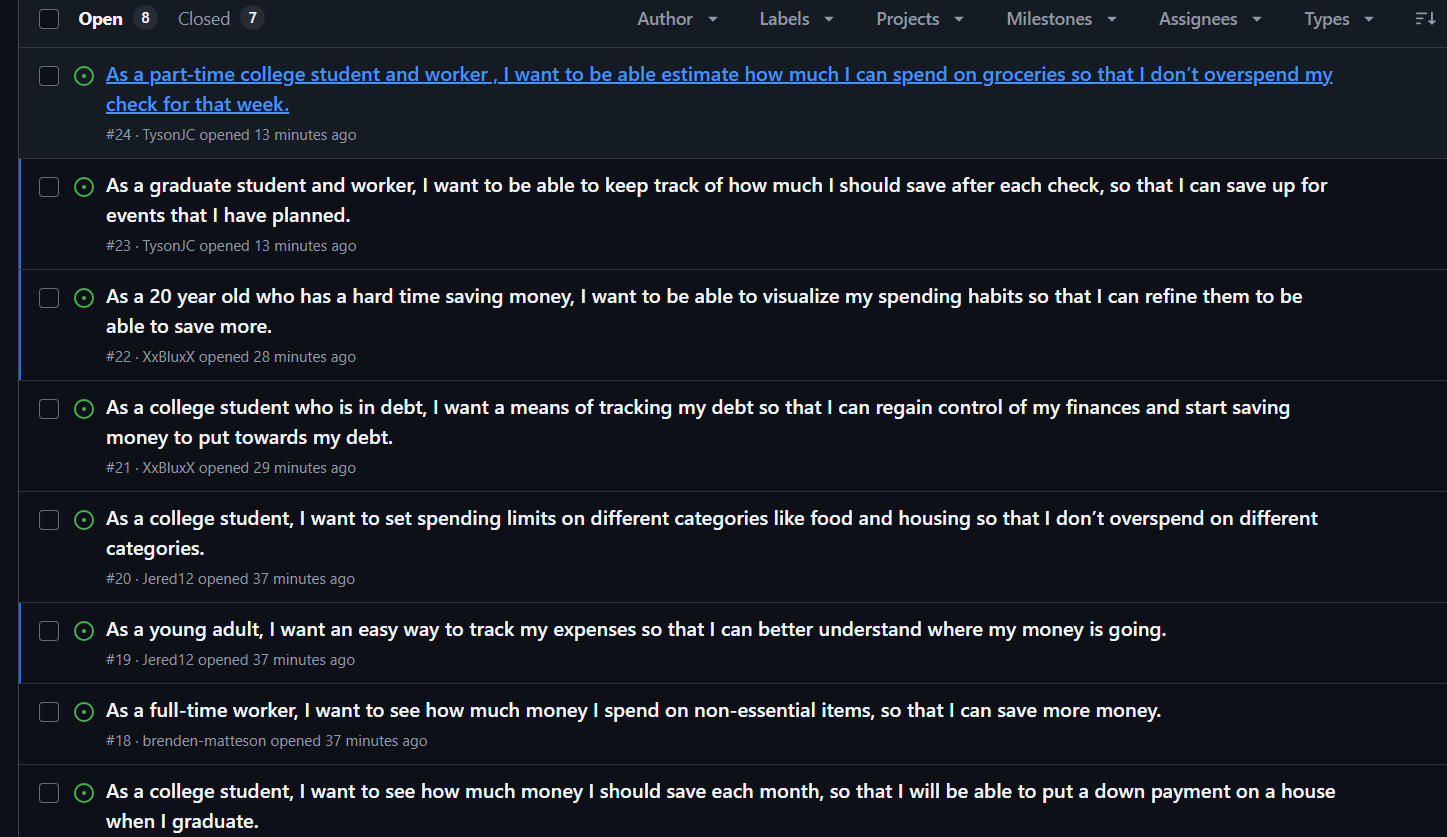 Open 8 Closed 7 Author Labels Projects Milestones Assignees Types
As a part-time college student and worker , I want to be able estimate how much I can spend on groceries so that I don’t overspend my
check for that week.
#24 · TysonJC opened 13 minutes ago
As a graduate student and worker, I want to be able to keep track of how much I should save after each check, so that I can save up for
events that I have planned.
#23 · TysonJC opened 13 minutes ago
As a 20 year old who has a hard time saving money, I want to be able to visualize my spending habits so that I can refine them to be
able to save more.
#22 · XxBluxX opened 28 minutes ago
As a college student who is in debt, I want a means of tracking my debt so that I can regain control of my finances and start saving
money to put towards my debt.
#21 · XxBluxX opened 29 minutes ago
As a college student, I want to set spending limits on different categories like food and housing so that I don’t overspend on different
categories.
#20 · Jered12 opened 37 minutes ago
As a young adult, I want an easy way to track my expenses so that I can better understand where my money is going.
#19 · Jered12 opened 37 minutes ago
As a full-time worker, I want to see how much money I spend on non-essential items, so that I can save more money.
#18 · brenden-matteson opened 37 minutes ago
As a college student, I want to see how much money I should save each month, so that I will be able to put a down payment on a house
when I graduate.